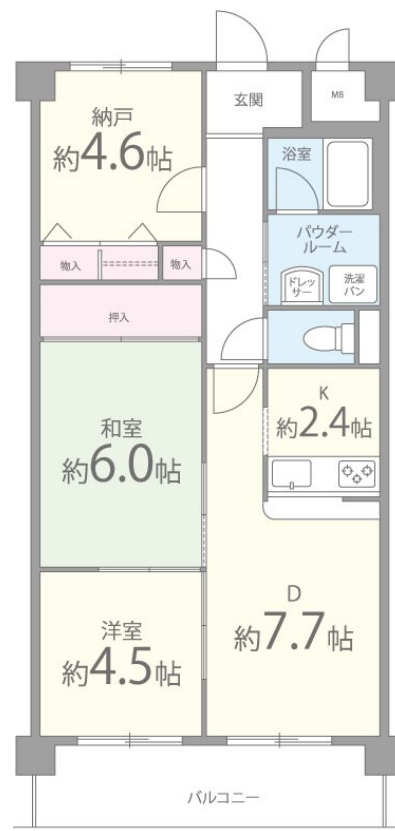 玄関
MB
納戸
約4.6帖
浴室
パウダー
ルーム
物入
物入
ドレッ
サー
洗濯
パン
押入
K
約2.4帖
和室
約6.0帖
D
約7.7帖
洋室
約4.5帖
バルコニー